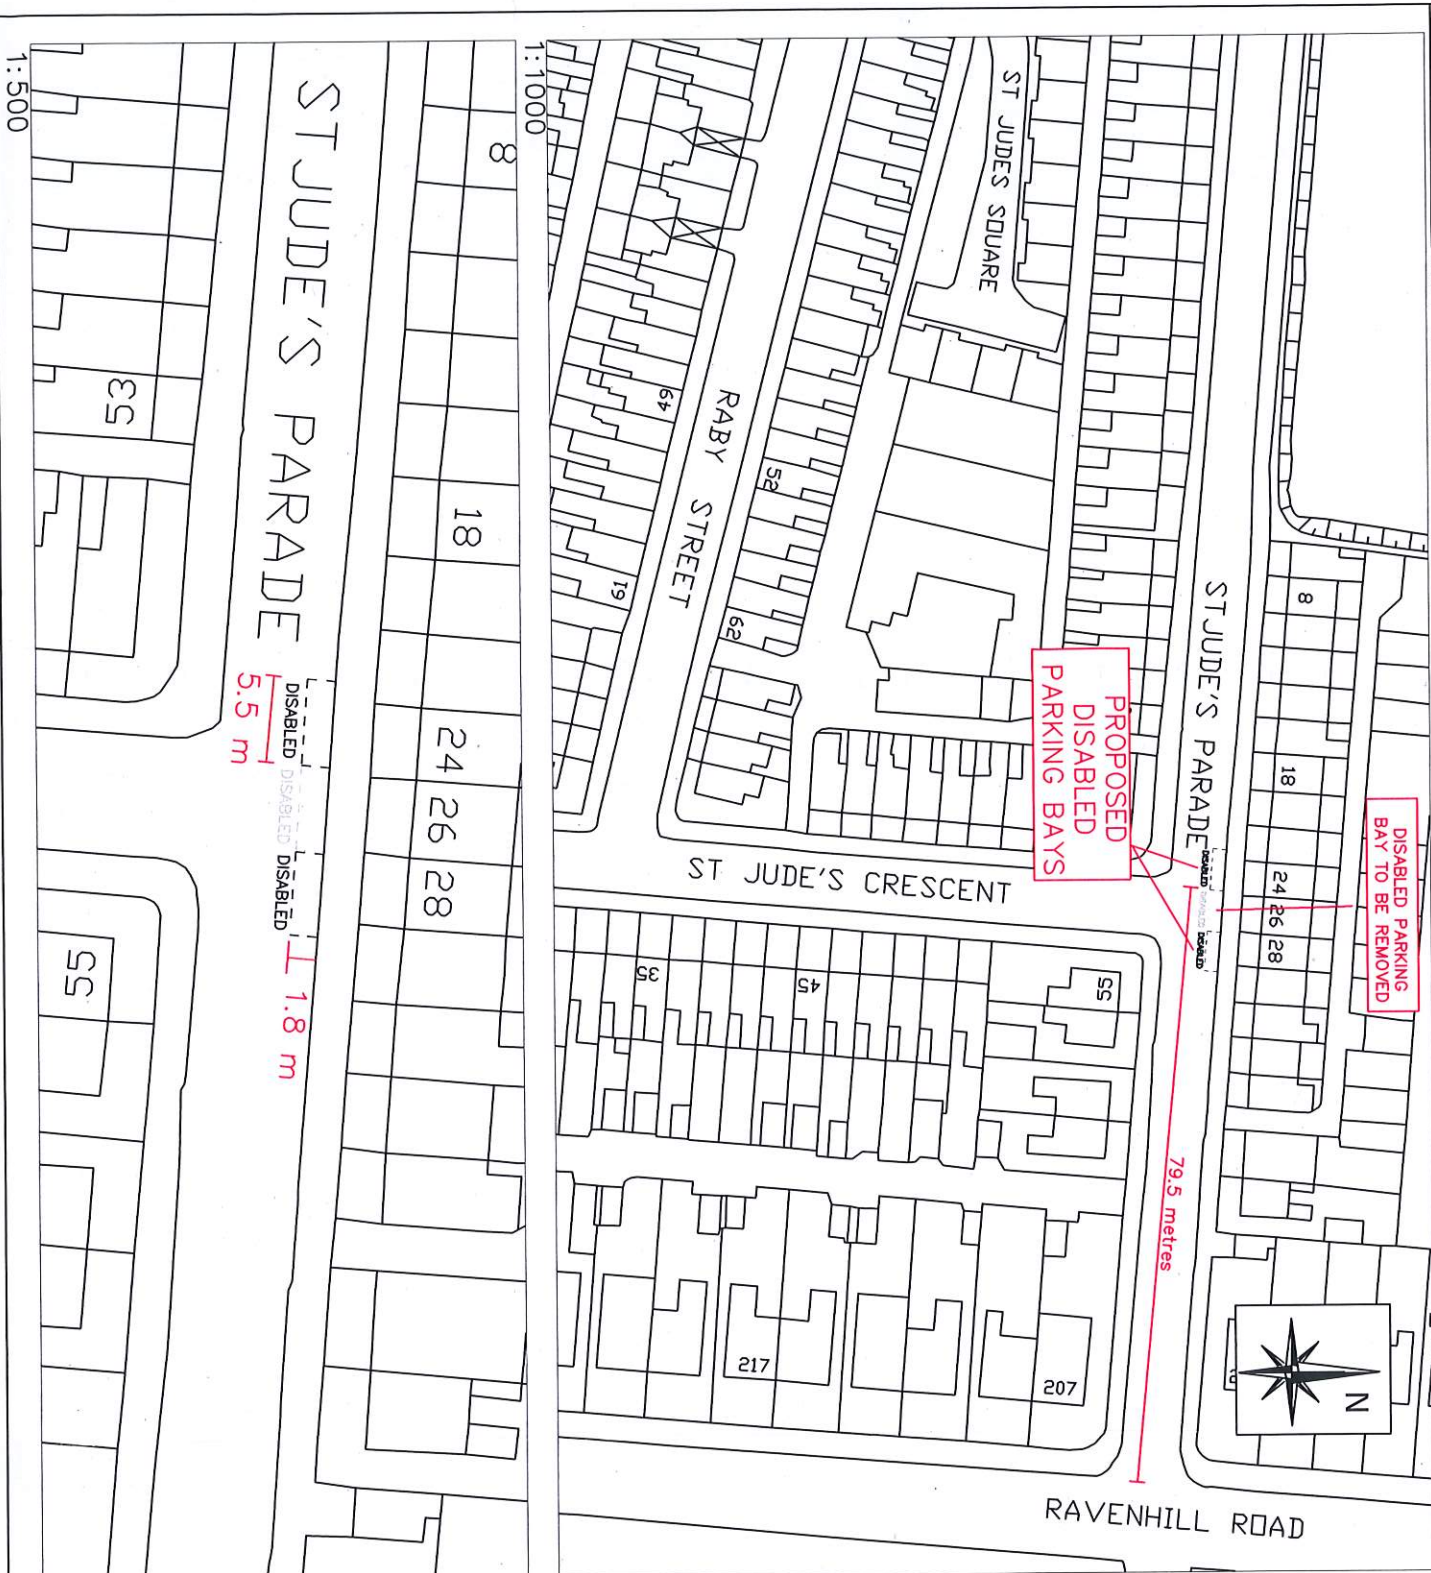 DISABLED PARKING
BAY TO BE REMOVED
8
18
24 26 28
ST JUDE'S PARADE
DISABLED DISABLED DISABLED
PROPOSED
DISABLED
PARKING BAYS
79.5 metres
N
RAVENHILL ROAD
ST JUDES SQUARE
ST JUDE'S CRESCENT
RABY STREET
52
62
49
19
35
45
55
217
207
1:1000
8
18
24 26 28
ST JUDE'S PARADE
DISABLED DISABLED DISABLED
5.5 m
1.8 m
53
55
1:500